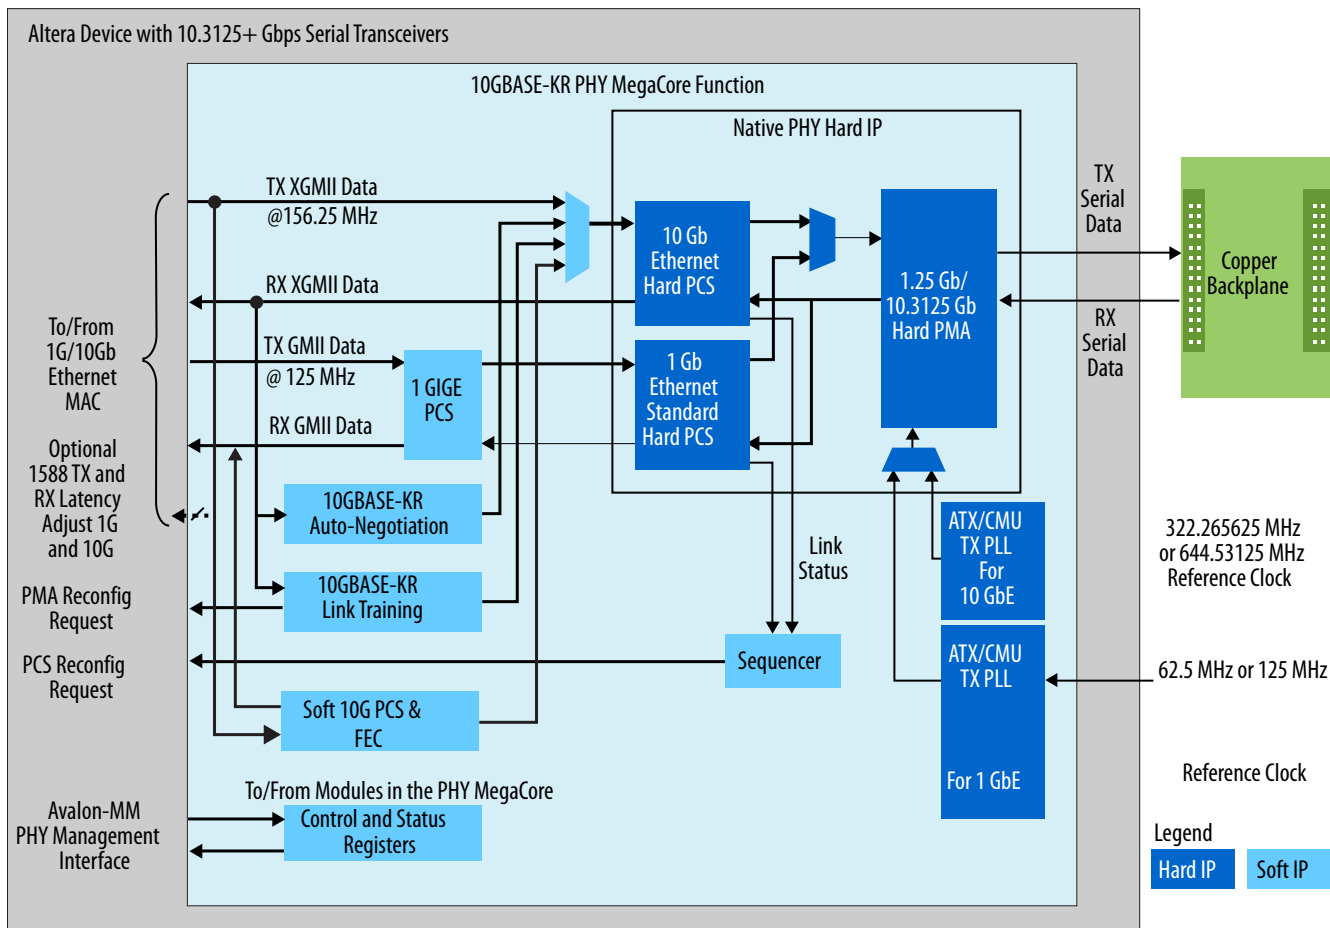 Altera Device with 10.3125+ Gbps Serial Transceivers
10GBASE-KR PHY MegaCore Function
Native PHY Hard IP
TX XGMII Data
@156.25 MHz
RX XGMII Data
TX GMII Data
@ 125 MHz
RX GMII Data
To/From
1G/10Gb
Ethernet
MAC
Optional
1588 TX and
RX Latency
Adjust 1G
and 10G
PMA Reconfig
Request
PCS Reconfig
Request
Avalon-MM
PHY Management
Interface
1 GIGE
PCS
10GBASE-KR
Auto-Negotiation
10GBASE-KR
Link Training
Soft 10G PCS &
FEC
To/From Modules in the PHY MegaCore
Control and Status
Registers
10 Gb
Ethernet
Hard PCS
1 Gb
Ethernet
Standard
Hard PCS
1.25 Gb/
10.3125 Gb
Hard PMA
Link
Status
Sequencer
ATX/CMU
TX PLL
For
10 GbE
ATX/CMU
TX PLL
For 1 GbE
TX
Serial
Data
RX
Serial
Data
Copper
Backplane
322.265625 MHz
or 644.53125 MHz
Reference Clock
62.5 MHz or 125 MHz
Reference Clock
Legend
Hard IP
Soft IP